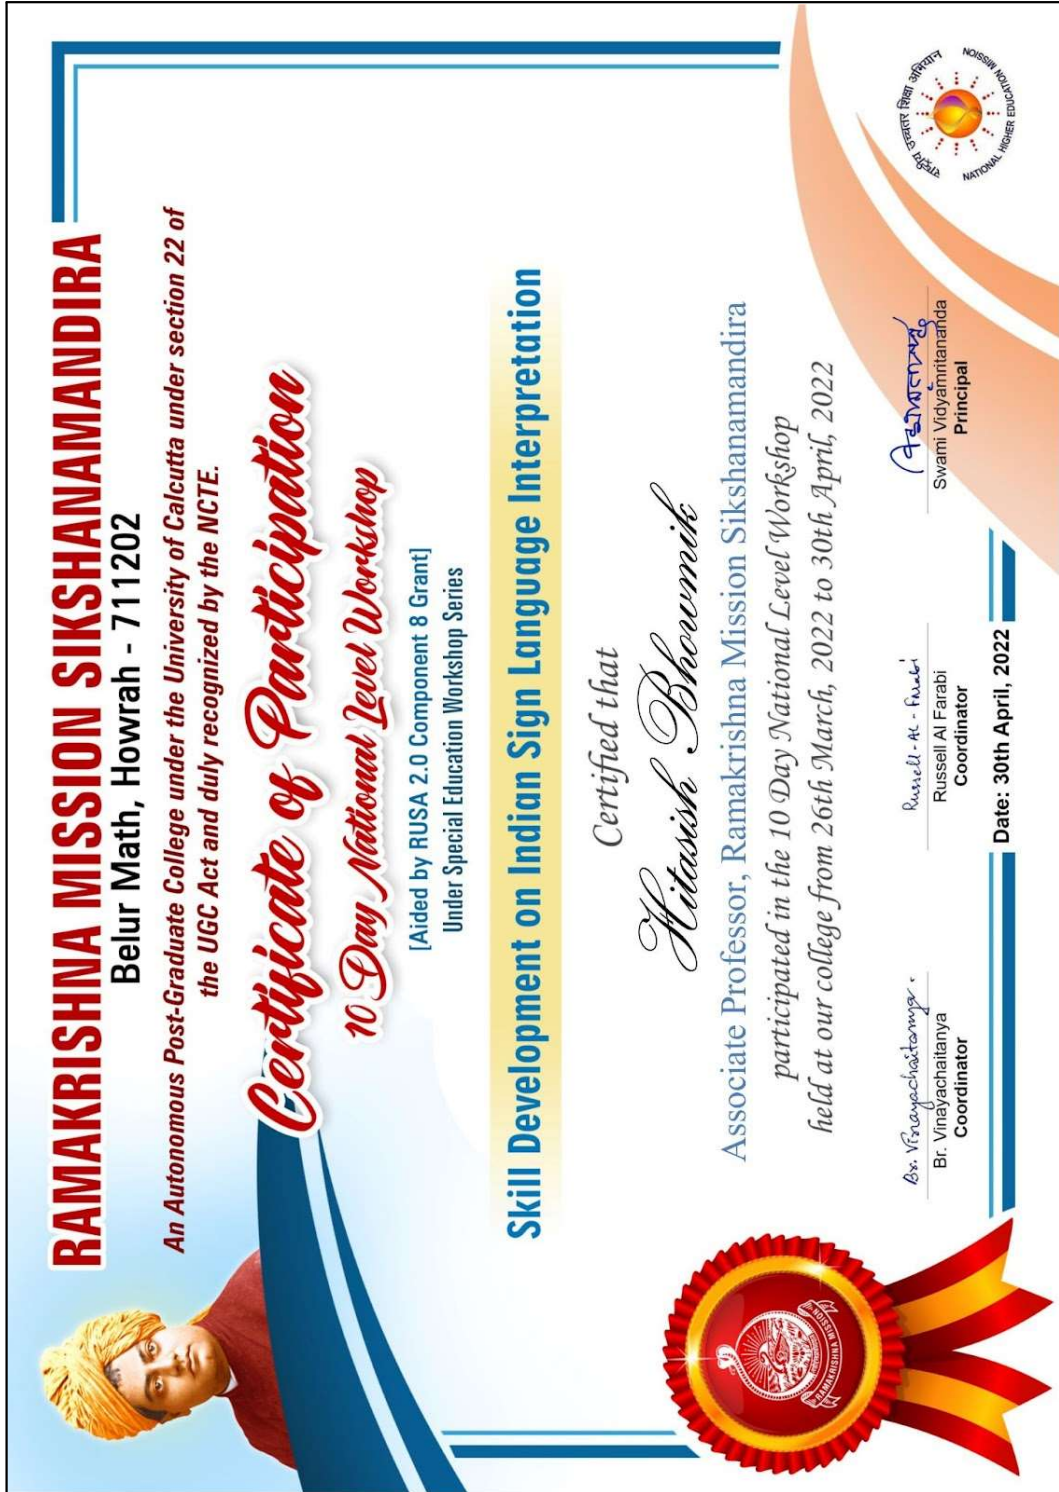 RAMAKRISHNA MISSION SIKSHANAMANDIRA
Belur Math, Howrah - 711202
An Autonomous Post-Graduate College under the University of Calcutta under section 22 of
the UGC Act and duly recognized by the NCTE.
Certificate of Participation
10 Day National Level Workshop
[Aided by RUSA 2.0 Component 8 Grant]
Under Special Education Workshop Series
Skill Development on Indian Sign Language Interpretation
Certified that
Hitasish Bhowmik
Associate Professor, Ramakrishna Mission Sikshanamandira
participated in the 10 Day National Level Workshop
held at our college from 26th March, 2022 to 30th April, 2022
Br. Vinayachaitanya.
Br. Vinayachaitanya
Coordinator
Russell-Al-Farabi
Russell Al Farabi
Coordinator
Swami Vidyamritananda
Principal
Date: 30th April, 2022
RAMAKRISHNA MISSION
राष्ट्रीय उच्चतर शिक्षा अभियान
NATIONAL HIGHER EDUCATION MISSION